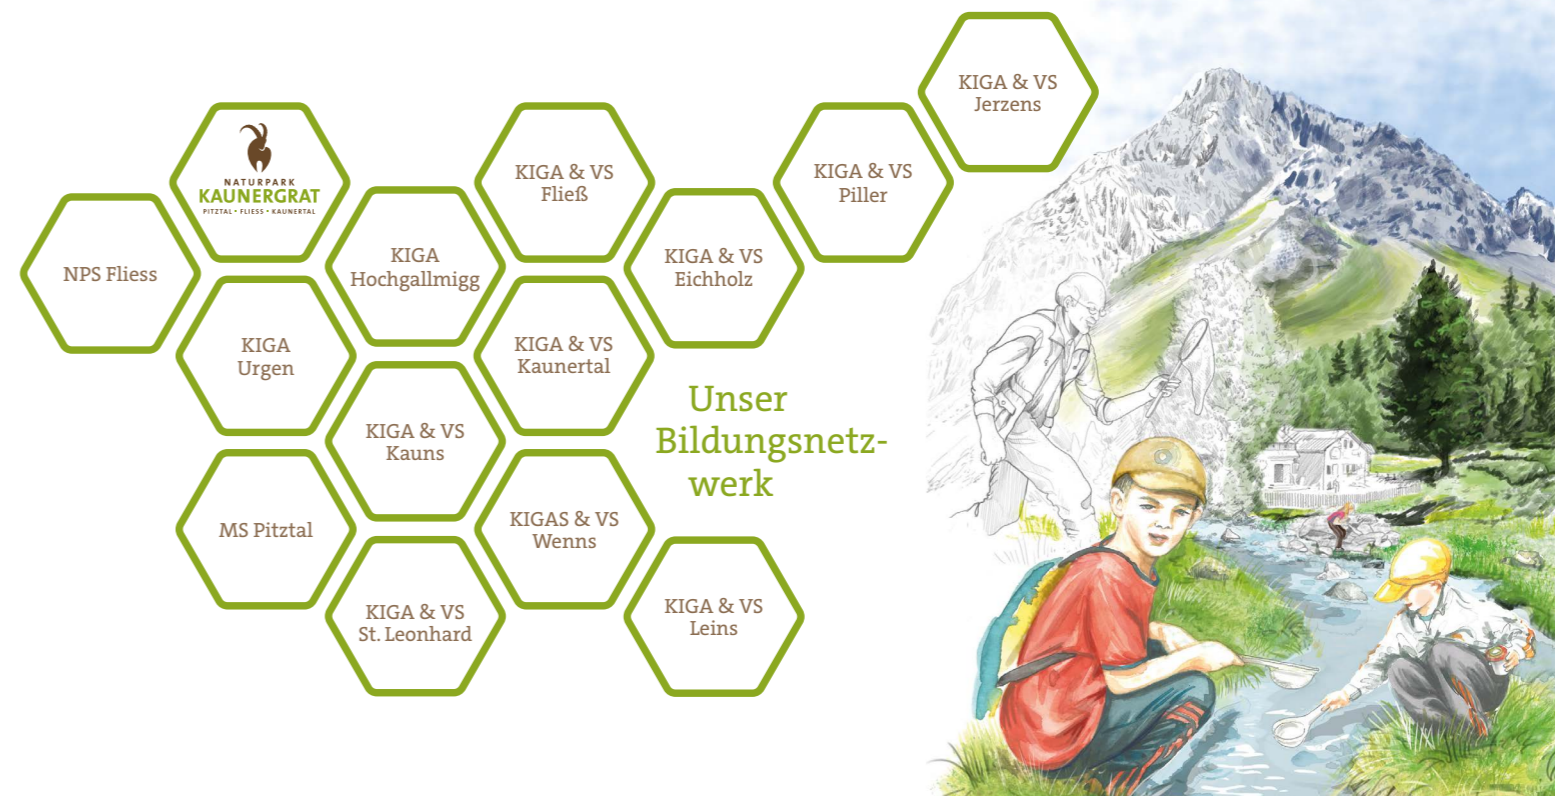 KIGA & VS
Jerzens
NATURPARK
KAUNERGRAT
PITZTAL • FLIESS • KAUNERTAL
KIGA & VS
Fließ
KIGA & VS
Piller
NPS Fliess
KIGA
Hochgallmigg
KIGA & VS
Eichholz
KIGA
Urgen
KIGA & VS
Kaunertal
Unser
Bildungsnetz-
werk
KIGA & VS
Kauns
MS Pitztal
KIGAS & VS
Wenns
KIGA & VS
St. Leonhard
KIGA & VS
Leins